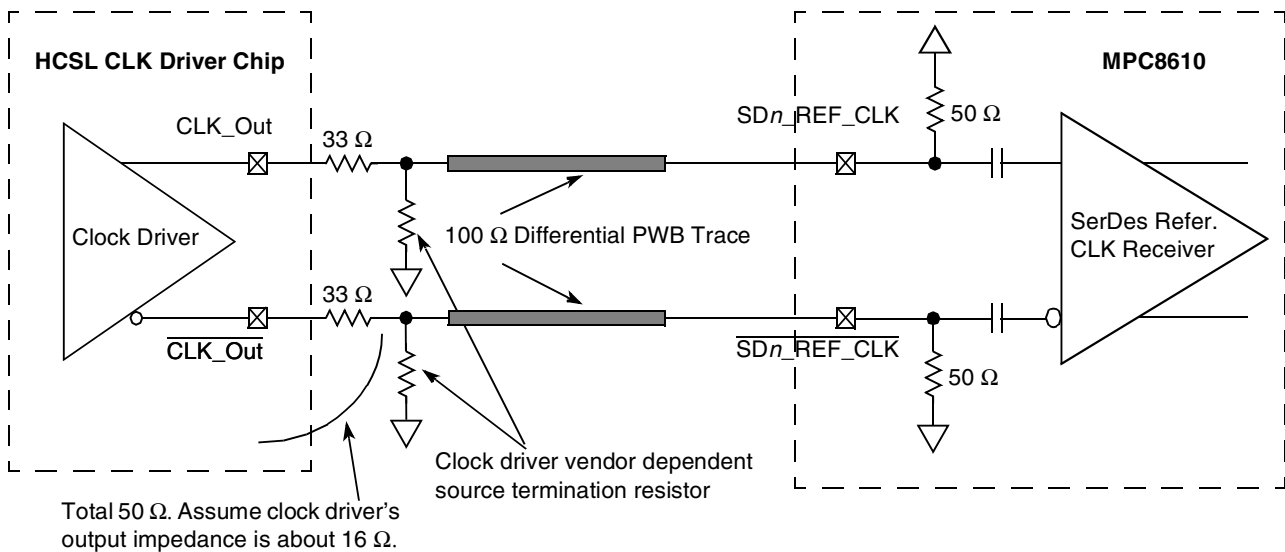 HCSL CLK Driver Chip
MPC8610
CLK_Out
33 Ω
SDn_REF_CLK
50 Ω
Clock Driver
100 Ω Differential PWB Trace
SerDes Refer.
CLK Receiver
33 Ω
CLK_Out
SDn_REF_CLK
50 Ω
Clock driver vendor dependent
source termination resistor
Total 50 Ω. Assume clock driver's
output impedance is about 16 Ω.